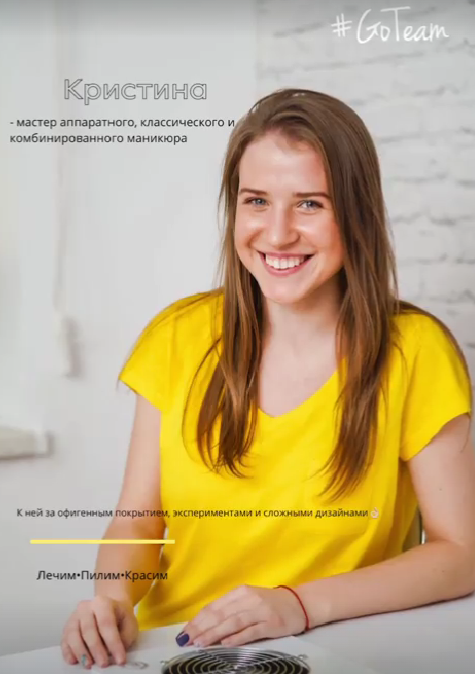 #GoTeam
Кристина
- мастер аппаратного, классического и
комбинированного маникюра
К ней за офигенным покрытием, экспериментами и сложными дизайнами
Лечим•Пилим•Красим